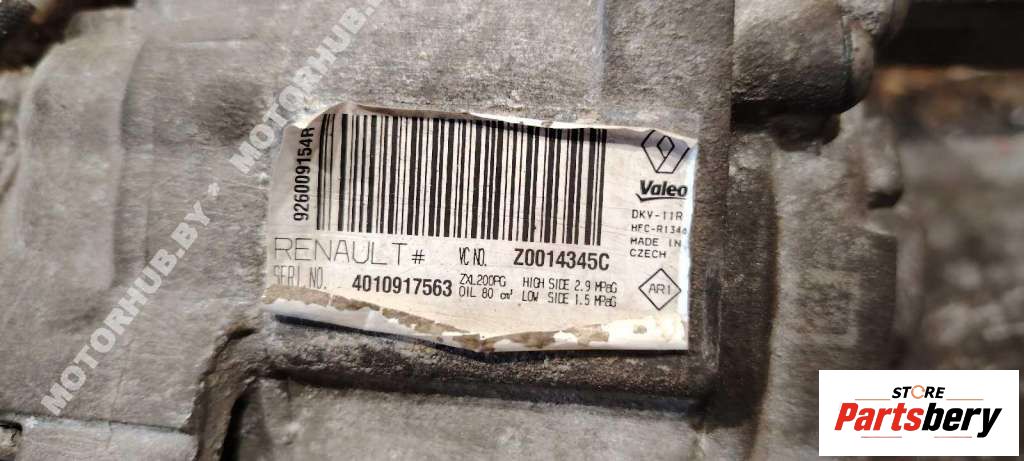 MOTORHUB.BY * MOTORHUB.BY
926009154R
Valeo
DKV-11R
HFC-R134a
MADE IN
CZECH
RENAULT # VC NO. Z0014345C
SERI NO. 4010917563 ZXL200PG HIGH SIDE 2.9 MPaG
OIL 80 cm³ LOW SIDE 1.5 MPaG
AR1
STORE
Partsbery